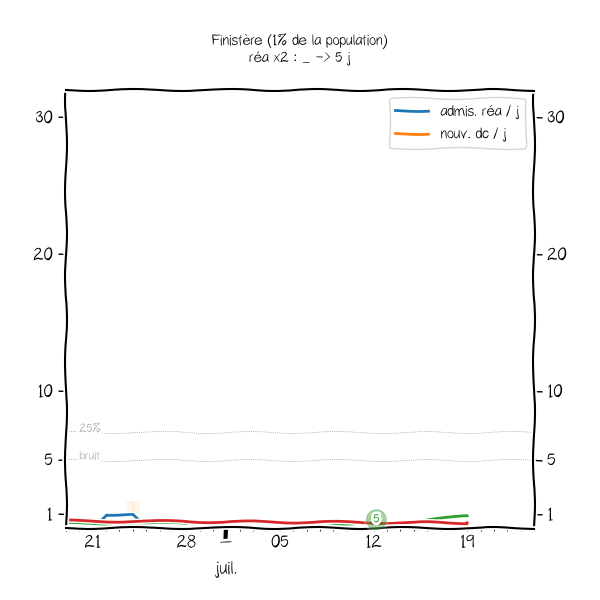 Finistère (1% de la population)
réa x2 : _ -> 5 j
admis. réa / j
nouv. dc / j
30 30
20 20
10 10
25%
5 5
bruit
1 1
5
21 28 05 12 19
juil.